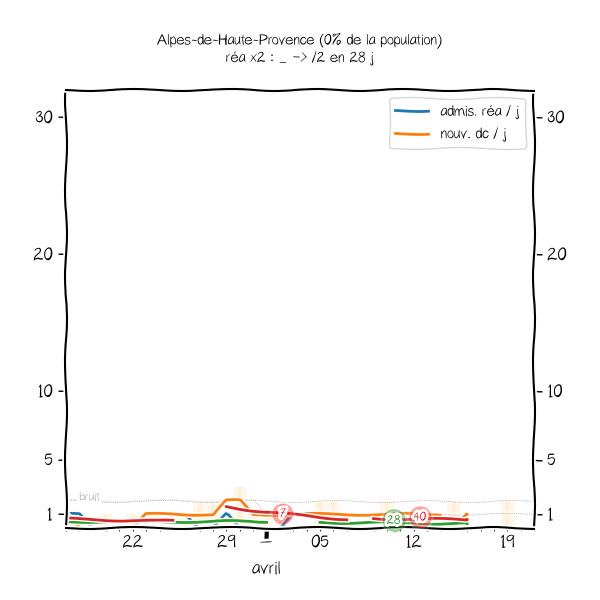 Alpes-de-Haute-Provence (0% de la population)
réa x2 : _ -> /2 en 28 j
admis. réa / j
nouv. dc / j
30 30
20 20
10 10
5 5
_ bruit
1 1
7
28 40
22 29 _ 05 12 19
avril